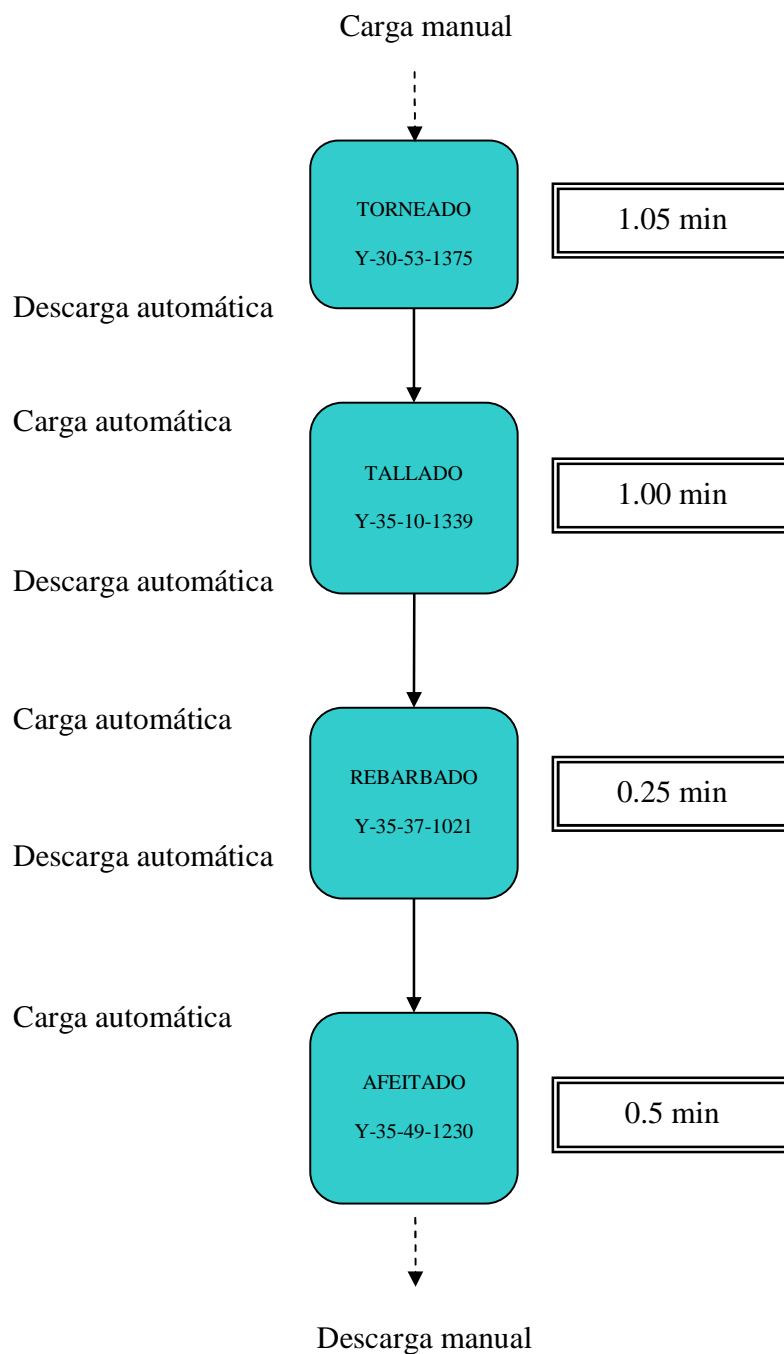 Carga manual
TORNEADO
1.05 min
Y-30-53-1375
Descarga automática
Carga automática
TALLADO
1.00 min
Y-35-10-1339
Descarga automática
Carga automática
REBARBADO
0.25 min
Y-35-37-1021
Descarga automática
Carga automática
AFEITADO
0.5 min
Y-35-49-1230
Descarga manual